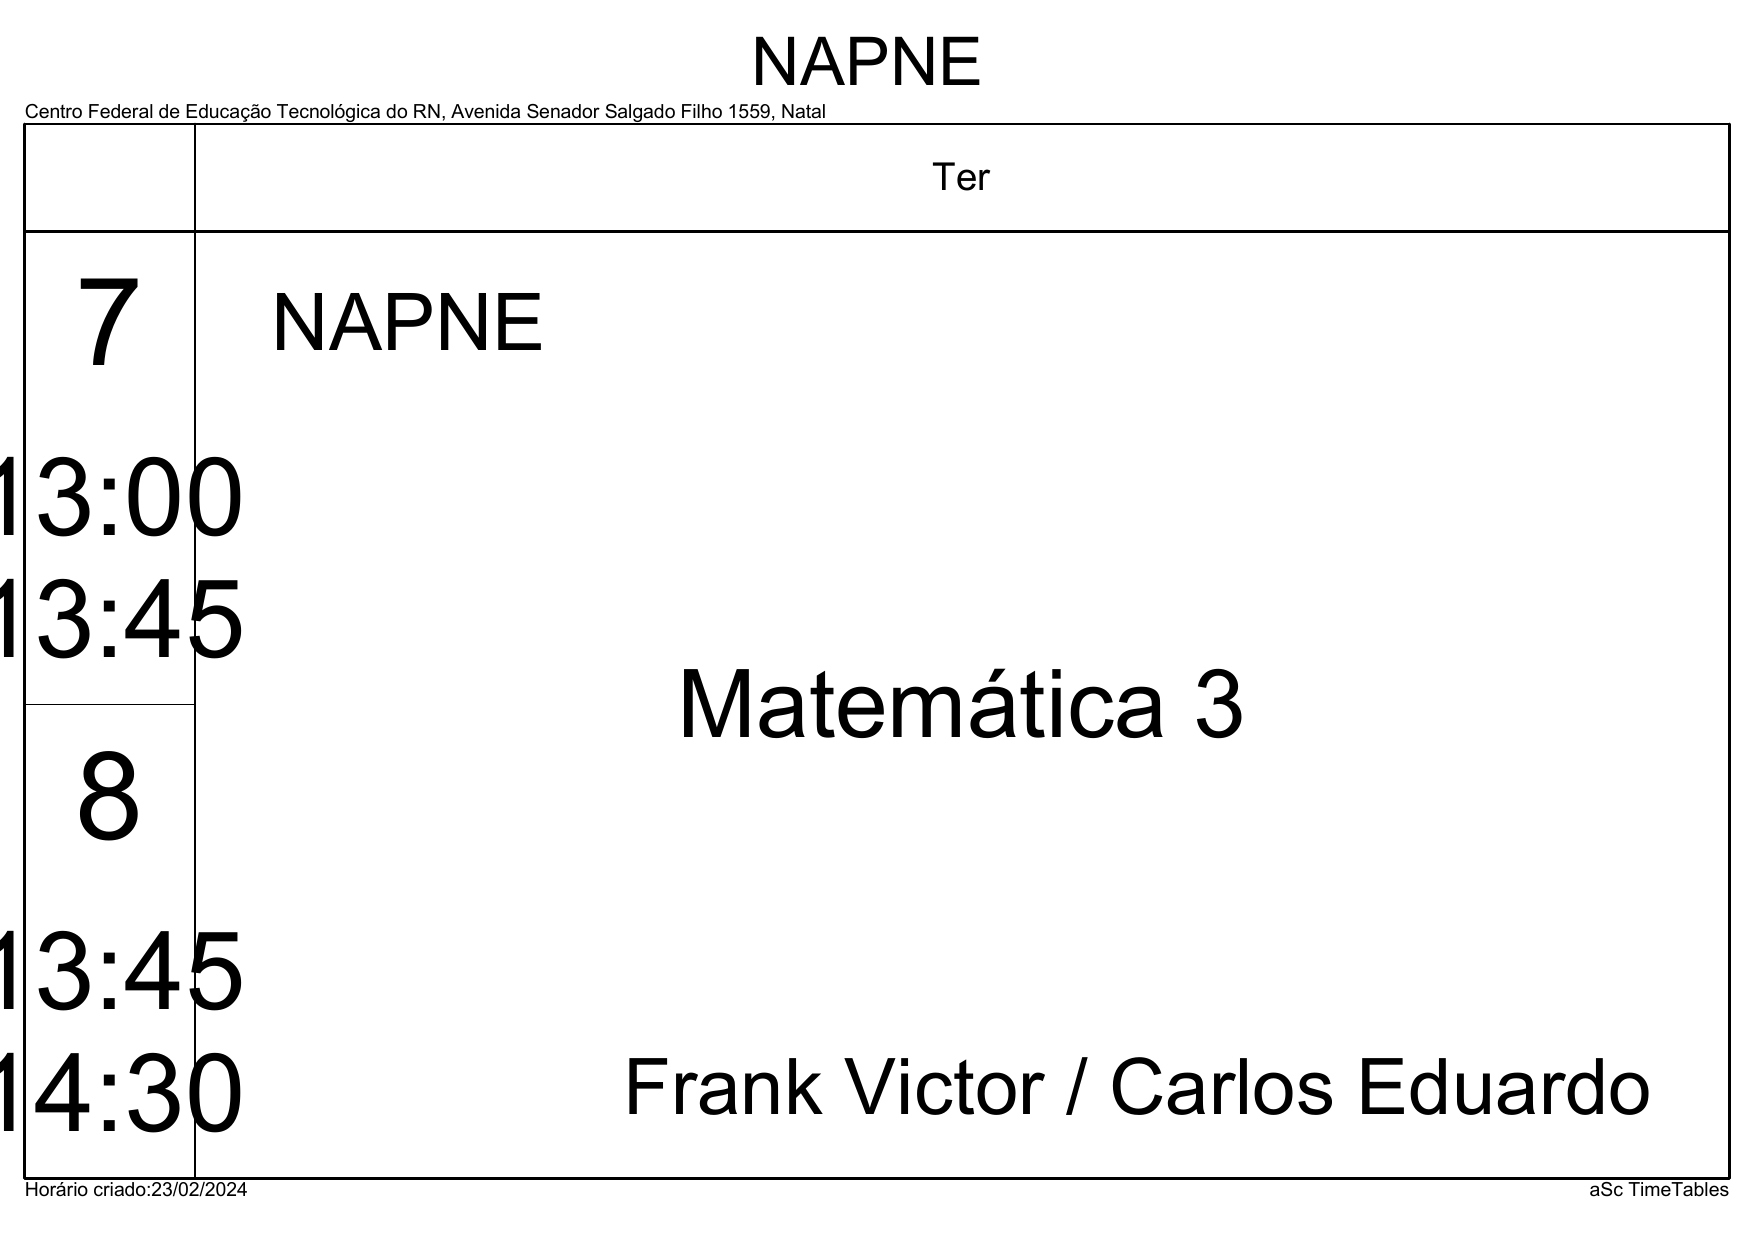 NAPNE
Centro Federal de Educação Tecnológica do RN, Avenida Senador Salgado Filho 1559, Natal
Ter
7
NAPNE
13:00
13:45
Matemática 3
8
13:45
14:30
Frank Victor / Carlos Eduardo
Horário criado:23/02/2024
aSc TimeTables